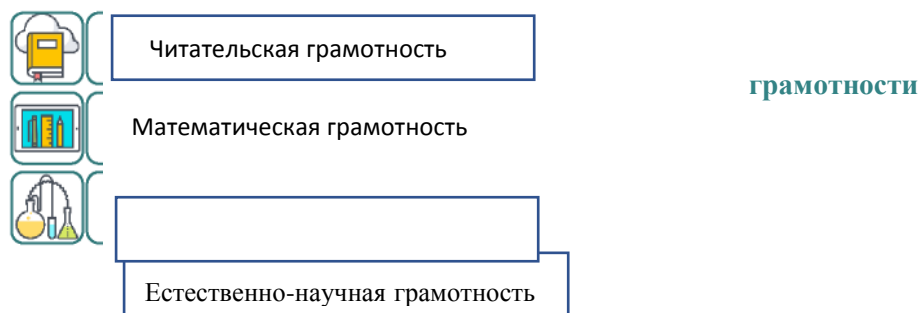 Читательская грамотность
грамотности
Математическая грамотность
Естественно-научная грамотность